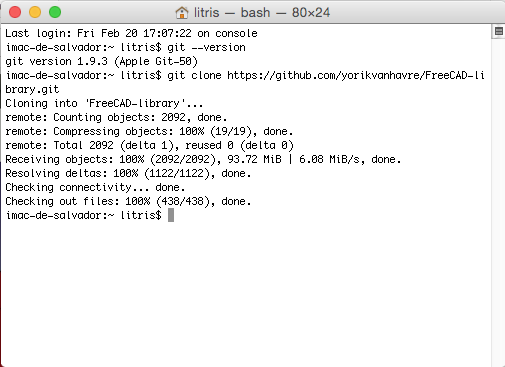 litris — bash — 80×24
Last login: Fri Feb 20 17:07:22 on console
imac-de-salvador:~ litris$ git --version
git version 1.9.3 (Apple Git-50)
imac-de-salvador:~ litris$ git clone https://github.com/yorikvanhavre/FreeCAD-li
brary.git
Cloning into 'FreeCAD-library'...
remote: Counting objects: 2092, done.
remote: Compressing objects: 100% (19/19), done.
remote: Total 2092 (delta 1), reused 0 (delta 0)
Receiving objects: 100% (2092/2092), 93.72 MiB | 6.08 MiB/s, done.
Resolving deltas: 100% (1122/1122), done.
Checking connectivity... done.
Checking out files: 100% (438/438), done.
imac-de-salvador:~ litris$